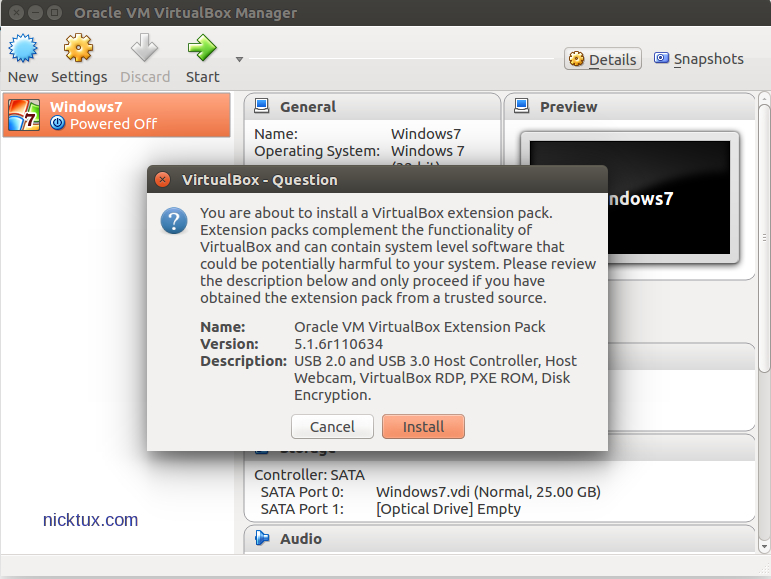 Oracle VM VirtualBox Manager
New Settings Discard Start
Details Snapshots
Windows7
Powered Off
General
Name: Windows7
Operating System: Windows 7
Preview
VirtualBox - Question
You are about to install a VirtualBox extension pack.
Extension packs complement the functionality of
VirtualBox and can contain system level software that
could be potentially harmful to your system. Please review
the description below and only proceed if you have
obtained the extension pack from a trusted source.
Name: Oracle VM VirtualBox Extension Pack
Version: 5.1.6r110634
Description: USB 2.0 and USB 3.0 Host Controller, Host
Webcam, VirtualBox RDP, PXE ROM, Disk
Encryption.
Cancel Install
ndows7
Storage
Controller: SATA
SATA Port 0: Windows7.vdi (Normal, 25.00 GB)
SATA Port 1: [Optical Drive] Empty
Audio
nicktux.com